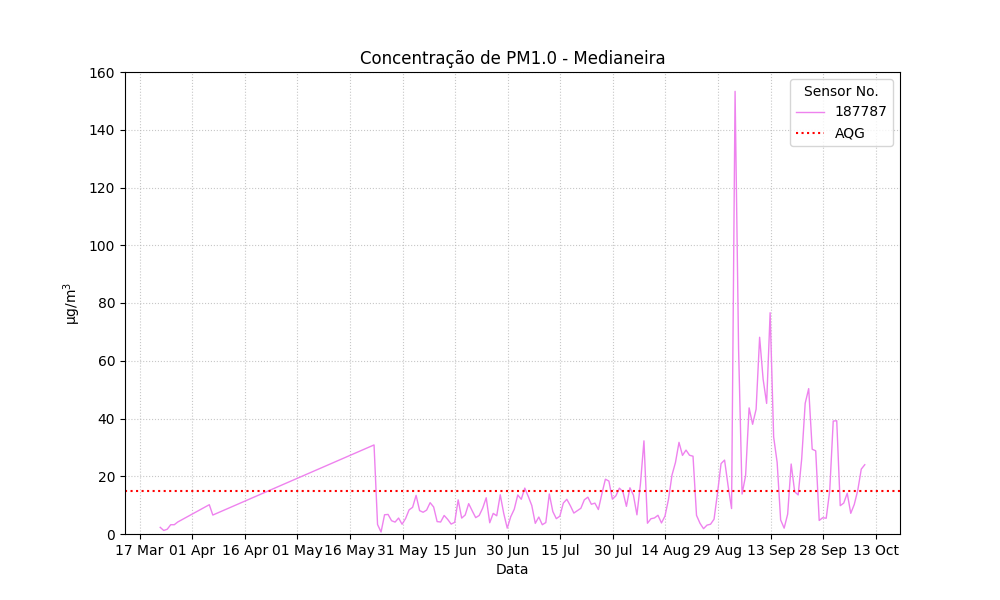 Concentração de PM1.0 - Medianeira
Sensor No.
187787
AQG
µg/m³
160
140
120
100
80
60
40
20
0
17 Mar 01 Apr 16 Apr 01 May 16 May 31 May 15 Jun 30 Jun 15 Jul 30 Jul 14 Aug 29 Aug 13 Sep 28 Sep 13 Oct
Data